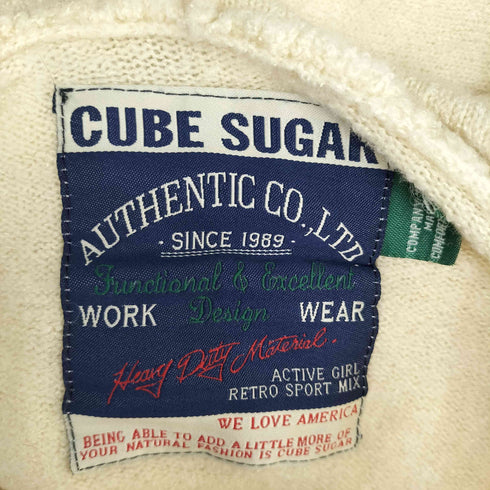 CUBE SUGAR
AUTHENTIC CO., LTD
· SINCE 1989 ·
Functional & Excellent
WORK Design WEAR
Heavy Duty Material.
ACTIVE GIRL
RETRO SPORT MIX
WE LOVE AMERICA
BEING ABLE TO ADD A LITTLE MORE OF
YOUR NATURAL FASHION IS CUBE SUGAR
COMPANY